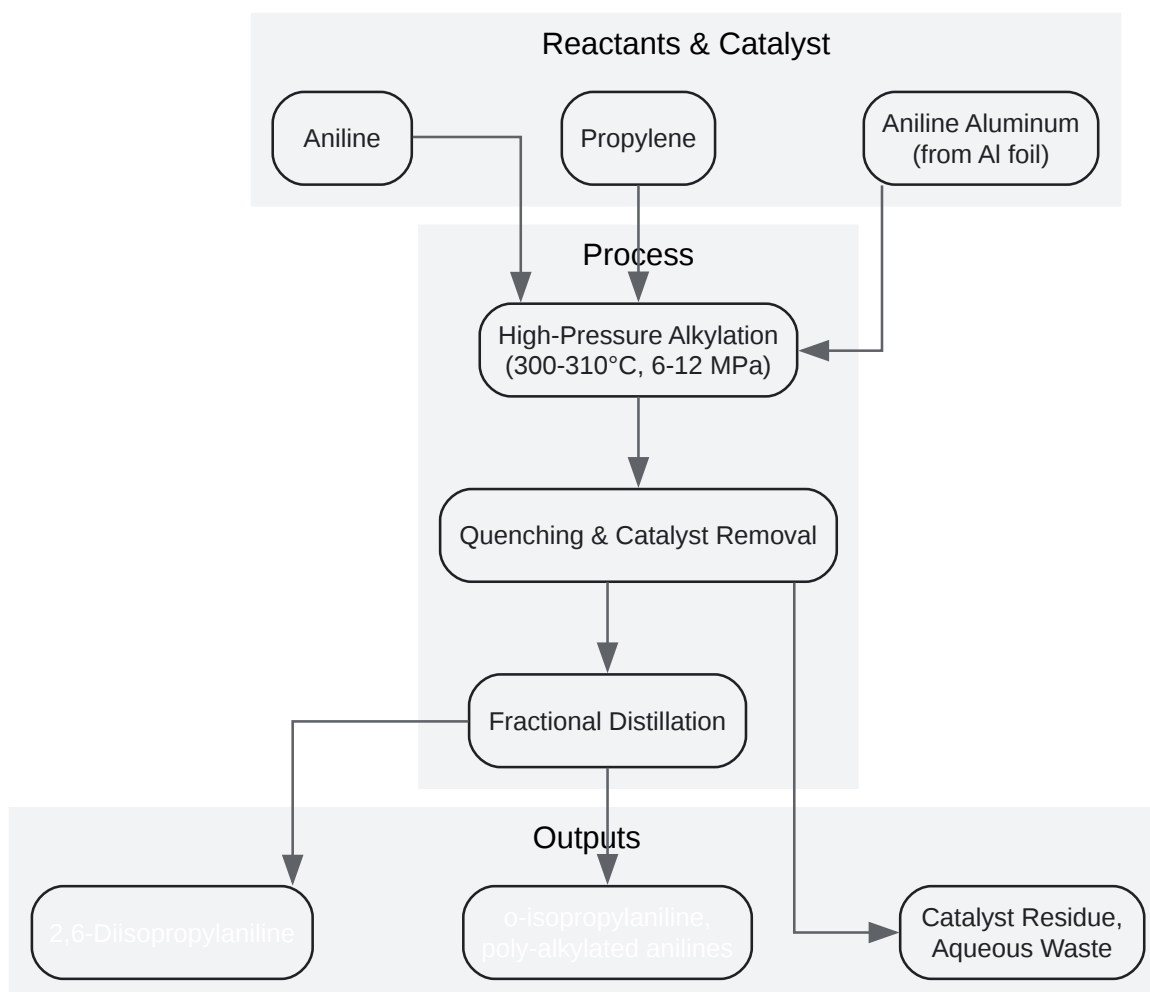 Reactants & Catalyst
Aniline
Propylene
Aniline Aluminum
(from Al foil)
Process
High-Pressure Alkylation
(300-310°C, 6-12 MPa)
Quenching & Catalyst Removal
Fractional Distillation
Outputs
2,6-Diisopropylaniline
o-isopropylaniline,
poly-alkylated anilines
Catalyst Residue,
Aqueous Waste